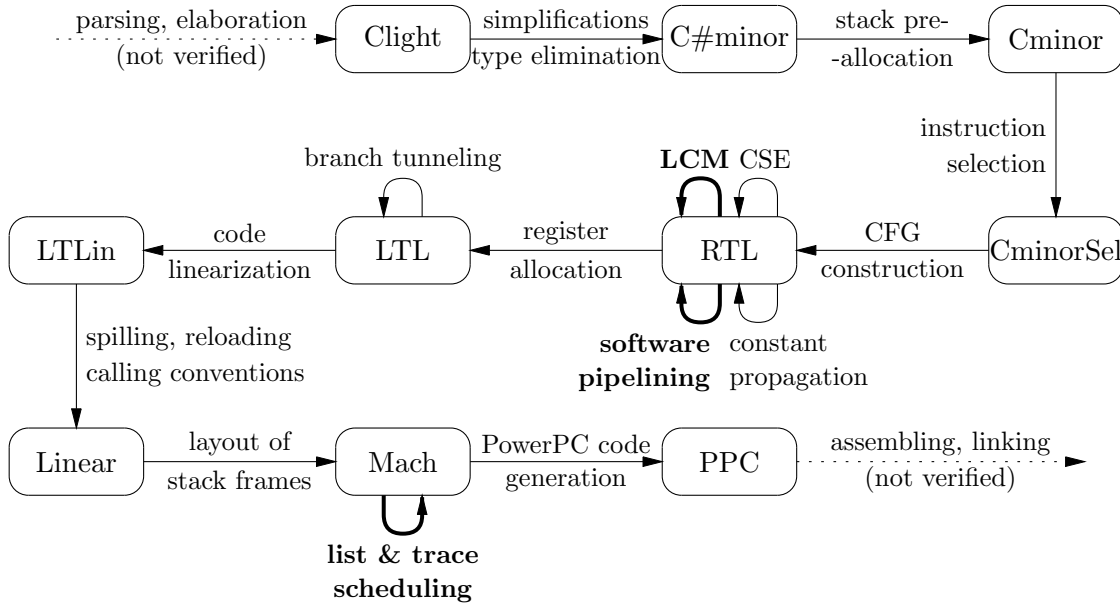 parsing, elaboration
(not verified)
Clight
simplifications
type elimination
C#minor
stack pre-
-allocation
Cminor
instruction
selection
branch tunneling
LCM CSE
LTLin
code
linearization
LTL
register
allocation
RTL
CFG
construction
CminorSel
software
pipelining
constant
propagation
spilling, reloading
calling conventions
Linear
layout of
stack frames
Mach
PowerPC code
generation
PPC
assembling, linking
(not verified)
list & trace
scheduling